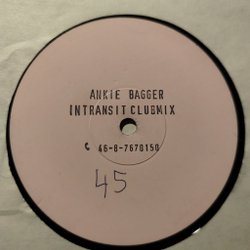 ANKIE BAGGER
INTRANSIT CLUBMIX
C 46-8-7670150
45